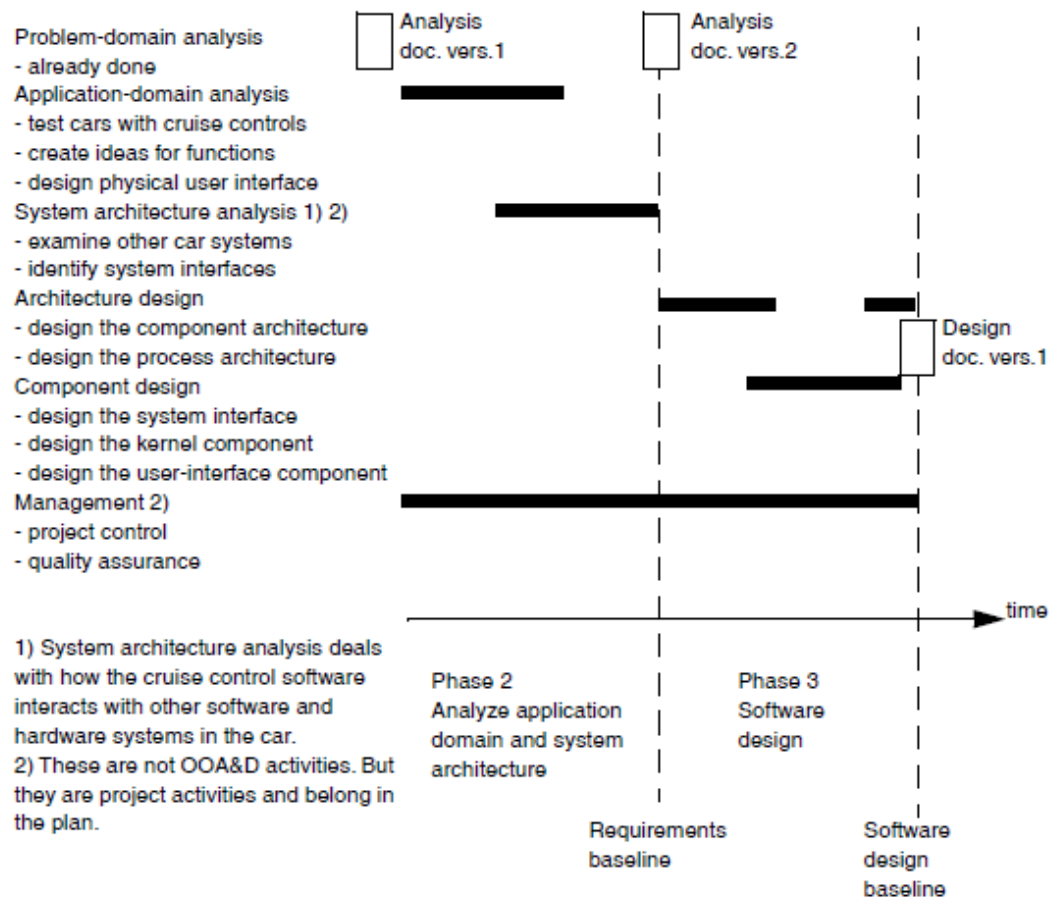 Problem-domain analysis
- already done
Application-domain analysis
- test cars with cruise controls
- create ideas for functions
- design physical user interface
System architecture analysis 1) 2)
- examine other car systems
- identify system interfaces
Architecture design
- design the component architecture
- design the process architecture
Component design
- design the system interface
- design the kernel component
- design the user-interface component
Management 2)
- project control
- quality assurance
Analysis
doc. vers.1
Analysis
doc. vers.2
Design
doc. vers.1
time
1) System architecture analysis deals
with how the cruise control software
interacts with other software and
hardware systems in the car.
2) These are not OOA&D activities. But
they are project activities and belong in
the plan.
Phase 2
Analyze application
domain and system
architecture
Phase 3
Software
design
Requirements
baseline
Software
design
baseline